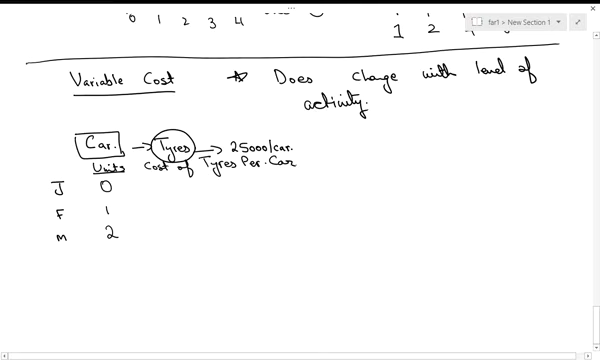 0 1 2 3 4
1 2
far1 > New Section 1
Variable Cost * Does change with level of
activity.
Car. → Tyres → 25000/car.
Units Cost of Tyres Per Car
J 0
F 1
M 2